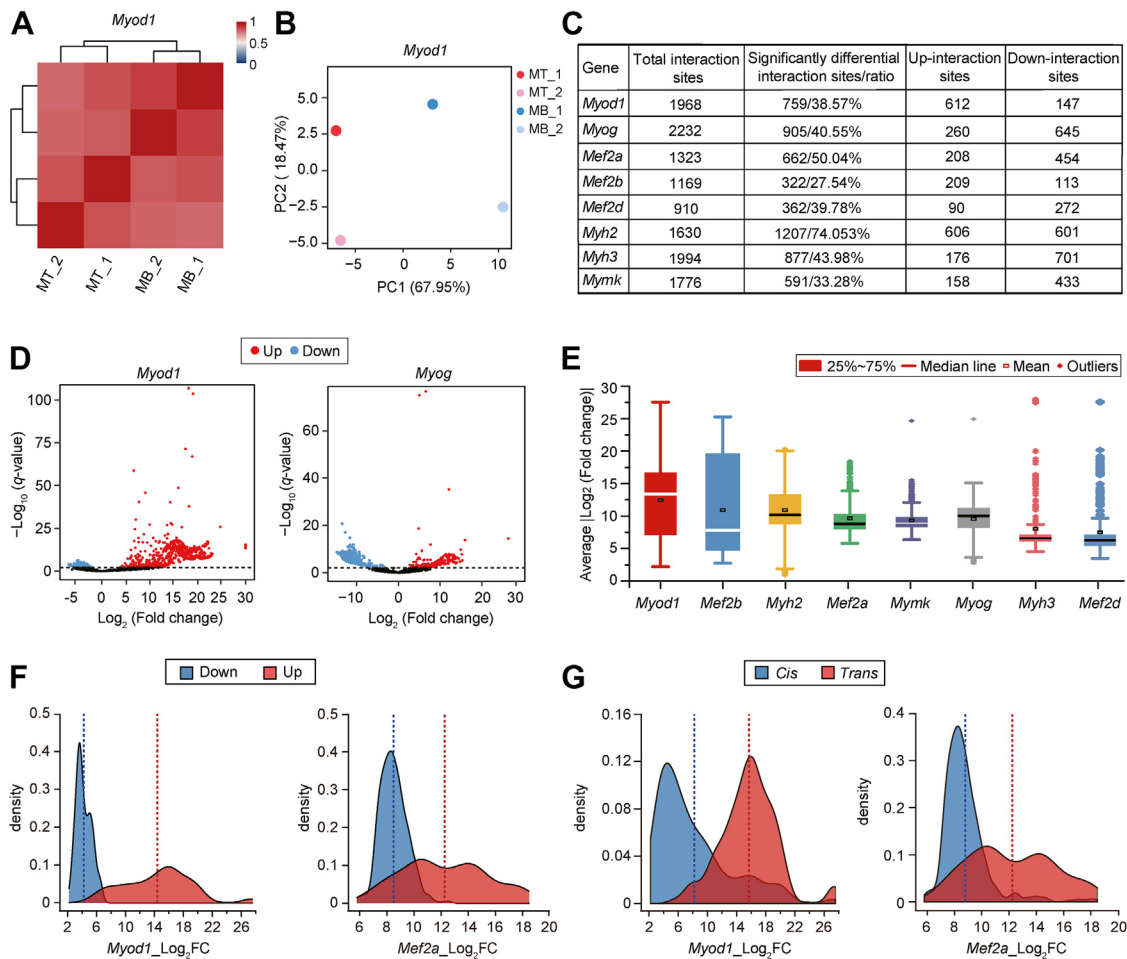 A
Myod1
1
0.5
0
MT_2
MT_1
MB_2
MB_1
B
Myod1
5.0
2.5
0.0
−2.5
−5.0
PC2 ( 18.47%)
−5
0
5
10
PC1 (67.95%)
MT_1
MT_2
MB_1
MB_2
C
Gene Total interaction sites Significantly differential interaction sites/ratio Up-interaction sites Down-interaction sites
Myod1 1968 759/38.57% 612 147
Myog 2232 905/40.55% 260 645
Mef2a 1323 662/50.04% 208 454
Mef2b 1169 322/27.54% 209 113
Mef2d 910 362/39.78% 90 272
Myh2 1630 1207/74.053% 606 601
Myh3 1994 877/43.98% 176 701
Mymk 1776 591/33.28% 158 433
D
Up Down
Myod1
100
75
50
25
0
−Log10 (q-value)
-5 0 5 10 15 20 25 30
Log2 (Fold change)
Myog
80
60
40
20
0
−Log10 (q-value)
−10 0 10 20 30
Log2 (Fold change)
E
25%~75% Median line Mean Outliers
30
25
20
15
10
5
0
Average |Log2 (Fold change)|
Myod1 Mef2b Myh2 Mef2a Mymk Myog Myh3 Mef2d
F
Down Up
0.5
0.4
0.3
0.2
0.1
0
density
2 6 10 14 18 22 26
Myod1_Log2FC
0.5
0.4
0.3
0.2
0.1
0
density
6 8 10 12 14 16 18 20
Mef2a_Log2FC
G
Cis Trans
0.16
0.12
0.08
0.04
0
density
2 6 10 14 18 22 26
Myod1_Log2FC
0.4
0.3
0.2
0.1
0
density
6 8 10 12 14 16 18 20
Mef2a_Log2FC